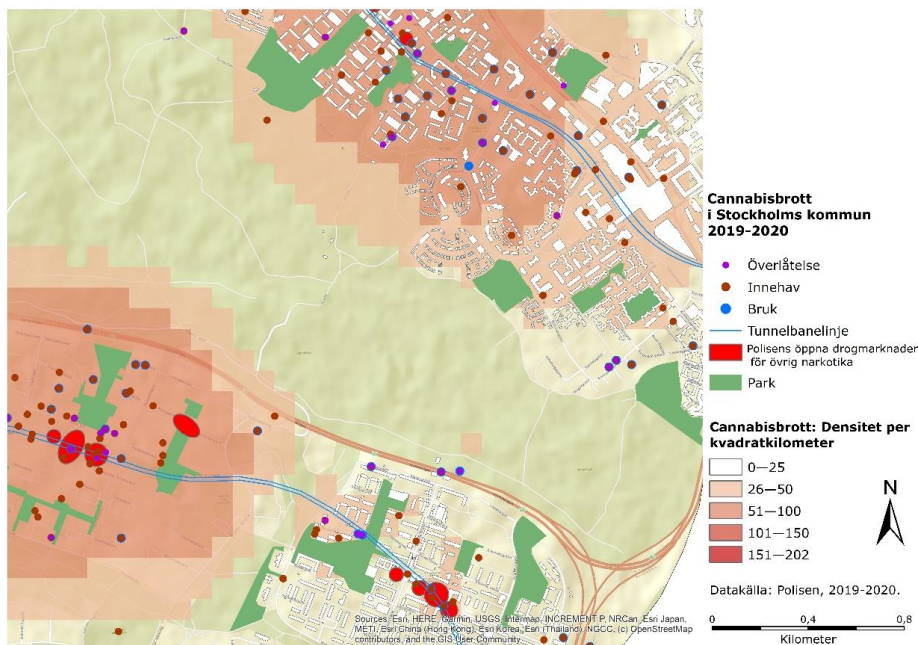 Cannabisbrott
i Stockholms kommun
2019-2020
Överlåtelse
Innehav
Bruk
Tunnelbanelinje
Polisens öppna drogmarknader
för övrig narkotika
Park
Cannabisbrott: Densitet per
kvadratkilometer
0—25
26—50
51—100
101—150
151—202
N
Datakälla: Polisen, 2019-2020.
0 0,4 0,8
Kilometer
Sources: Esri, HERE, Garmin, USGS, Intermap, INCREMENT P, NRCan, Esri Japan,
METI, Esri China (Hong Kong), Esri Korea, Esri (Thailand), NGCC, (c) OpenStreetMap
contributors, and the GIS User Community